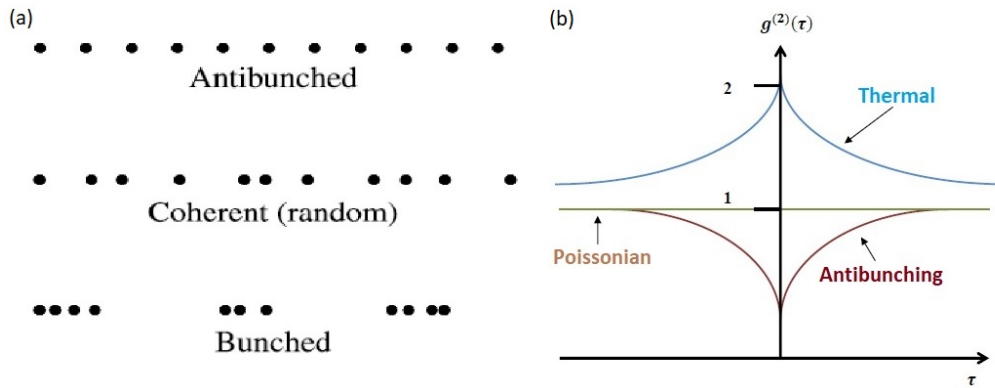 (a)
Antibunched
Coherent (random)
Bunched
(b)
g⁽²⁾(τ)
2
Thermal
1
Poissonian
Antibunching
τ